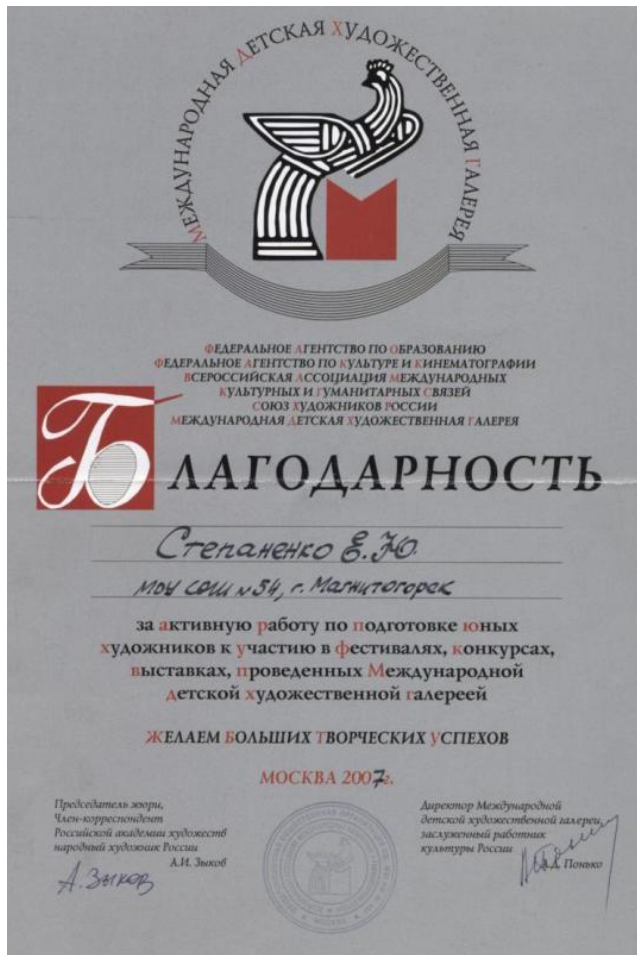 МЕЖДУНАРОДНАЯ ДЕТСКАЯ ХУДОЖЕСТВЕННАЯ ГАЛЕРЕЯ
ФЕДЕРАЛЬНОЕ АГЕНТСТВО ПО ОБРАЗОВАНИЮ
ФЕДЕРАЛЬНОЕ АГЕНТСТВО ПО КУЛЬТУРЕ И КИНЕМАТОГРАФИИ
ВСЕРОССИЙСКАЯ АССОЦИАЦИЯ МЕЖДУНАРОДНЫХ
КУЛЬТУРНЫХ И ГУМАНИТАРНЫХ СВЯЗЕЙ
СОЮЗ ХУДОЖНИКОВ РОССИИ
МЕЖДУНАРОДНАЯ ДЕТСКАЯ ХУДОЖЕСТВЕННАЯ ГАЛЕРЕЯ
БЛАГОДАРНОСТЬ
Степаненко Е.Ю.
МОУ СОШ №54, г. Магнитогорск
за активную работу по подготовке юных
художников к участию в фестивалях, конкурсах,
выставках, проведенных Международной
детской художественной галереей
ЖЕЛАЕМ БОЛЬШИХ ТВОРЧЕСКИХ УСПЕХОВ
МОСКВА 2007г.
Председатель жюри,
Член-корреспондент
Российской академии художеств
народный художник России
А.И. Зыков
А. Зыков
Директор Международной
детской художественной галереи,
заслуженный работник
культуры России
Понько